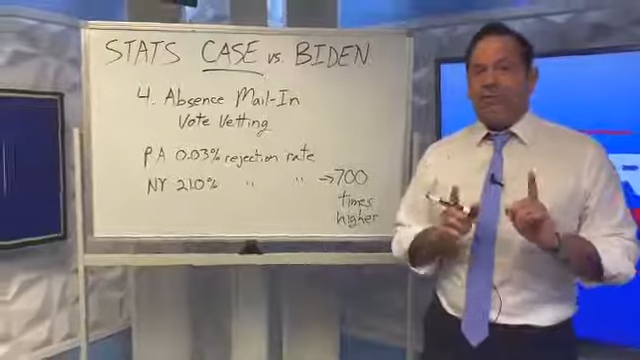 STATS CASE vs. BIDEN
4. Absence Mail-In
Vote Vetting
PA 0.03% rejection rate
NY 21.0% " " → 700
times
higher